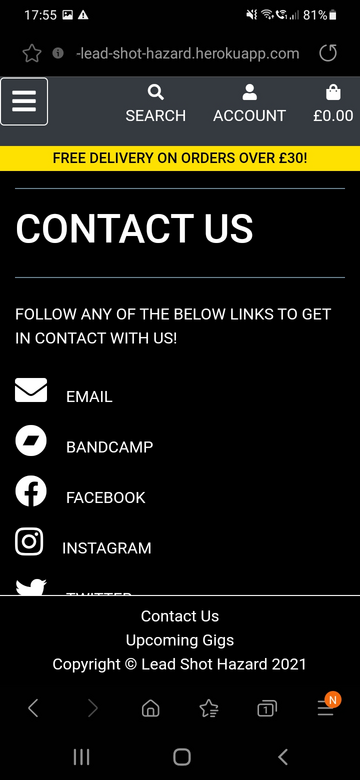 17:55 81%
-lead-shot-hazard.herokuapp.com
SEARCH ACCOUNT £0.00
FREE DELIVERY ON ORDERS OVER £30!
CONTACT US
FOLLOW ANY OF THE BELOW LINKS TO GET
IN CONTACT WITH US!
EMAIL
BANDCAMP
FACEBOOK
INSTAGRAM
TWITTER
Contact Us
Upcoming Gigs
Copyright © Lead Shot Hazard 2021
1 N